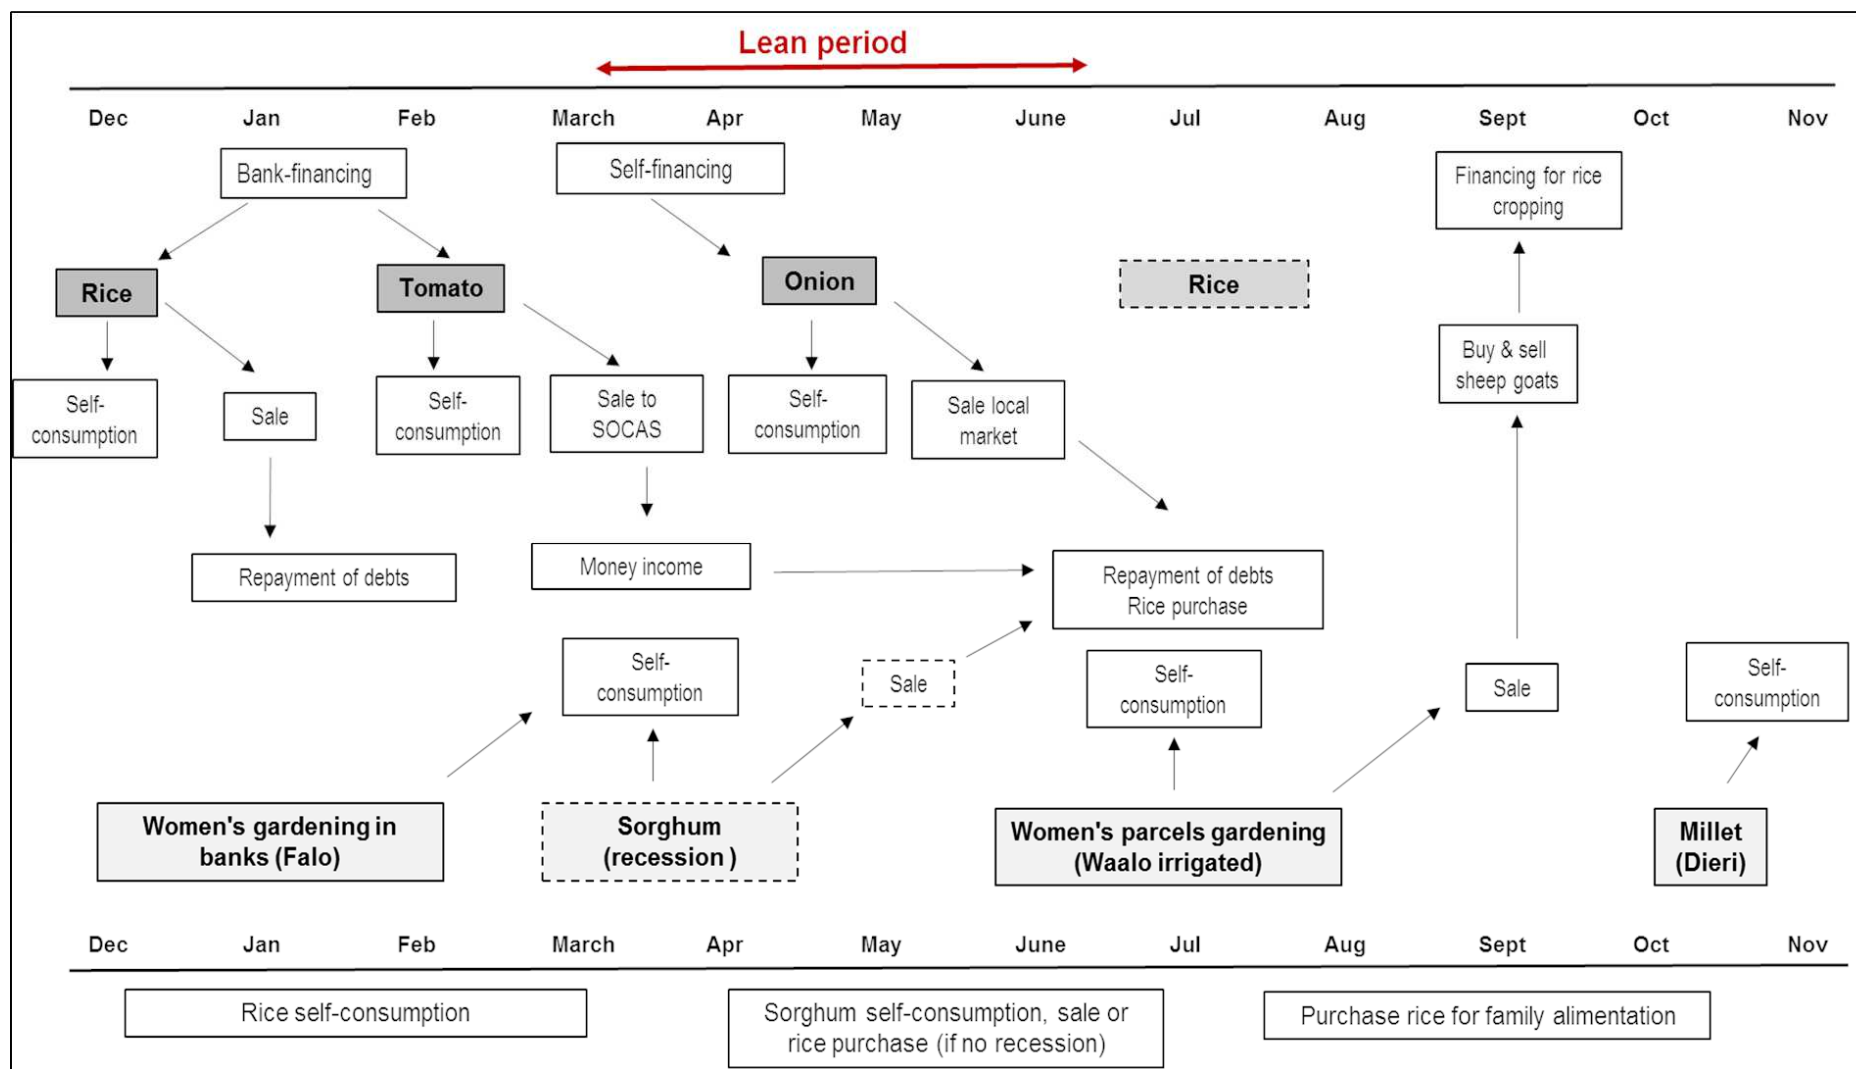 Lean period
Dec Jan Feb March Apr May June Jul Aug Sept Oct Nov
Bank-financing
Self-financing
Financing for rice
cropping
Rice
Tomato
Onion
Rice
Buy & sell
sheep goats
Self-
consumption
Sale
Self-
consumption
Sale to
SOCAS
Self-
consumption
Sale local
market
Repayment of debts
Money income
Repayment of debts
Rice purchase
Self-
consumption
Sale
Self-
consumption
Sale
Self-
consumption
Women's gardening in
banks (Falo)
Sorghum
(recession )
Women's parcels gardening
(Waalo irrigated)
Millet
(Dieri)
Dec Jan Feb March Apr May June Jul Aug Sept Oct Nov
Rice self-consumption
Sorghum self-consumption, sale or
rice purchase (if no recession)
Purchase rice for family alimentation